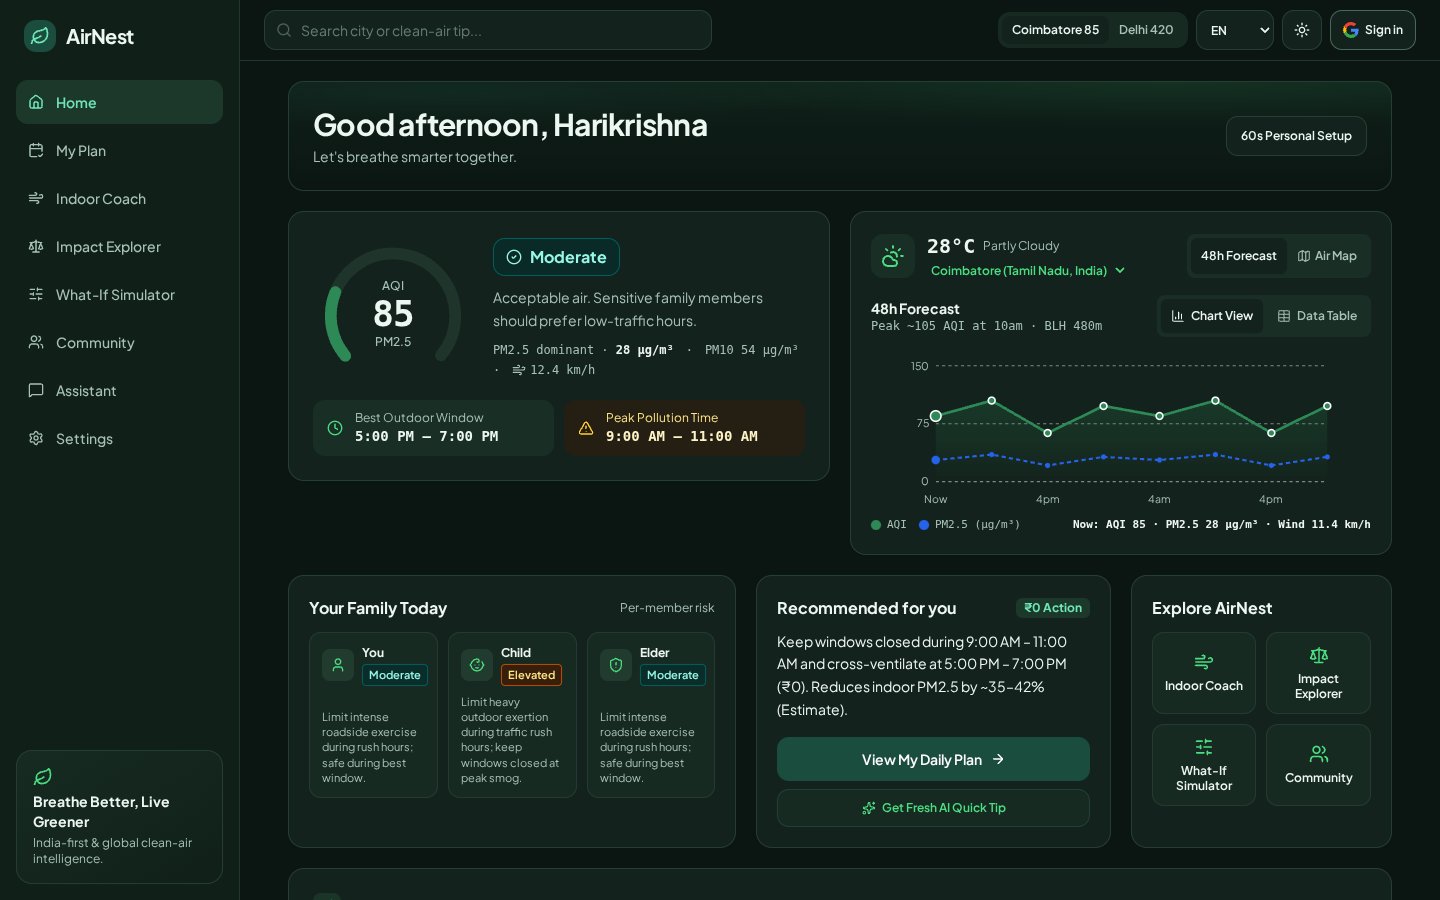 AirNest
Home
My Plan
Indoor Coach
Impact Explorer
What-If Simulator
Community
Assistant
Settings
Breathe Better, Live
Greener
India-first & global clean-air
intelligence.
Search city or clean-air tip...
Coimbatore 85
Delhi 420
EN
Sign in
Good afternoon, Harikrishna
Let's breathe smarter together.
60s Personal Setup
AQI
85
PM2.5
Moderate
Acceptable air. Sensitive family members
should prefer low-traffic hours.
PM2.5 dominant · 28 µg/m³ · PM10 54 µg/m³
· 12.4 km/h
Best Outdoor Window
5:00 PM – 7:00 PM
Peak Pollution Time
9:00 AM – 11:00 AM
28°C Partly Cloudy
Coimbatore (Tamil Nadu, India)
48h Forecast
Air Map
48h Forecast
Peak ~105 AQI at 10am · BLH 480m
Chart View
Data Table
150
75
0
Now
4pm
4am
4pm
AQI
PM2.5 (µg/m³)
Now: AQI 85 · PM2.5 28 µg/m³ · Wind 11.4 km/h
Your Family Today
Per-member risk
You
Moderate
Limit intense
roadside exercise
during rush hours;
safe during best
window.
Child
Elevated
Limit heavy
outdoor exertion
during traffic rush
hours; keep
windows closed at
peak smog.
Elder
Moderate
Limit intense
roadside exercise
during rush hours;
safe during best
window.
Recommended for you
₹0 Action
Keep windows closed during 9:00 AM – 11:00
AM and cross-ventilate at 5:00 PM – 7:00 PM
(₹0). Reduces indoor PM2.5 by ~35–42%
(Estimate).
View My Daily Plan
Get Fresh AI Quick Tip
Explore AirNest
Indoor Coach
Impact
Explorer
What-If
Simulator
Community